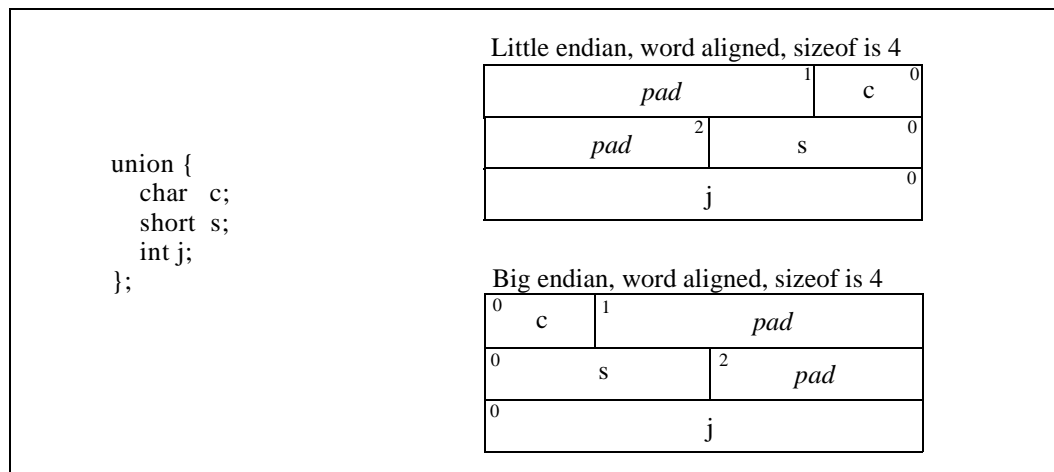 Little endian, word aligned, sizeof is 4
pad 1 c 0
pad 2 s 0
j 0
union {
char c;
short s;
int j;
};
Big endian, word aligned, sizeof is 4
0 c 1 pad
0 s 2 pad
0 j